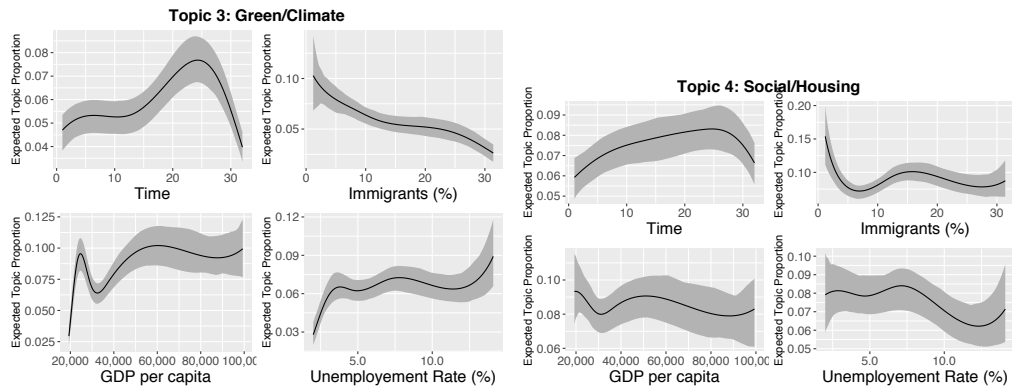 Topic 3: Green/Climate
Expected Topic Proportion
0.08
0.07
0.06
0.05
0.04
0 10 20 30
Time
Expected Topic Proportion
0.10
0.05
0 10 20 30
Immigrants (%)
Expected Topic Proportion
0.125
0.100
0.075
0.050
0.025
20,000 40,000 60,000 80,000 100,00
GDP per capita
Expected Topic Proportion
0.12
0.09
0.06
0.03
5.0 10.0
Unemployement Rate (%)
Topic 4: Social/Housing
Expected Topic Proportion
0.09
0.08
0.07
0.06
0.05
0 10 20 30
Time
Expected Topic Proportion
0.20
0.15
0.10
0.05
0 10 20 30
Immigrants (%)
Expected Topic Proportion
0.10
0.08
0.06
20,000 40,000 60,000 80,000 100,00
GDP per capita
Expected Topic Proportion
0.10
0.09
0.08
0.07
0.06
0.05
5.0 10.0
Unemployement Rate (%)